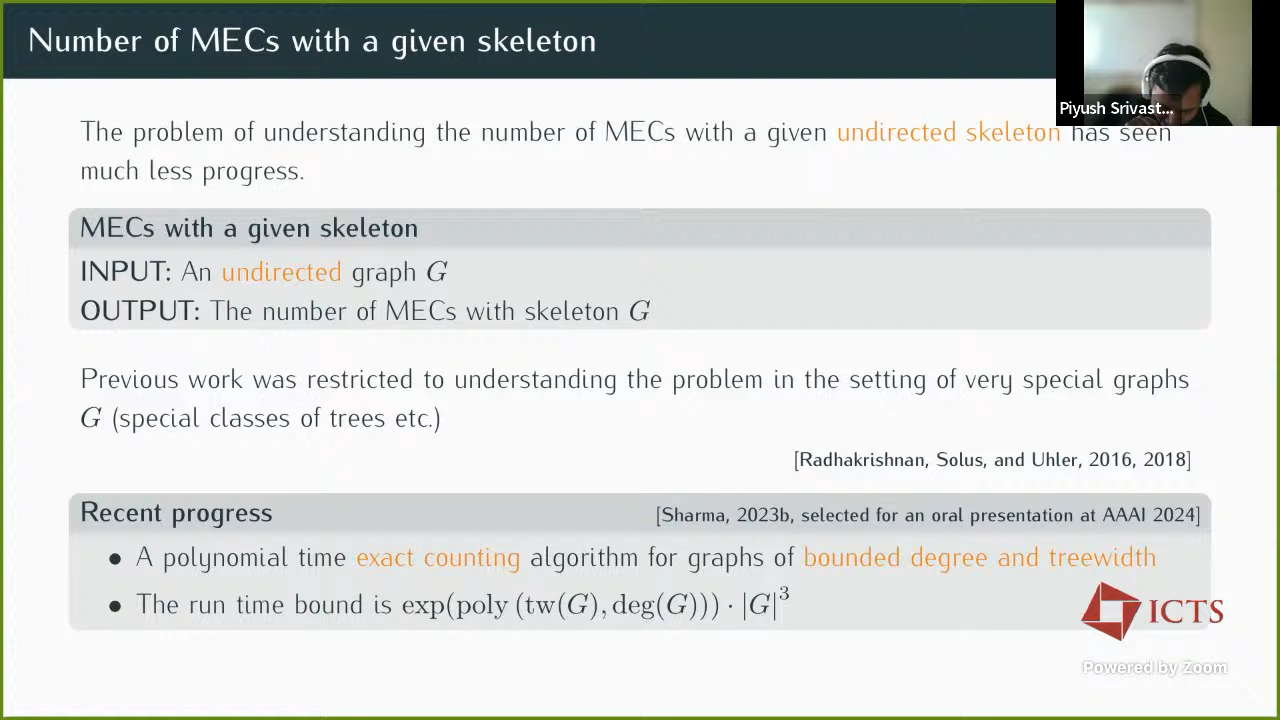 Number of MECs with a given skeleton
Piyush Srivast...
The problem of understanding the number of MECs with a given undirected skeleton has seen
much less progress.
MECs with a given skeleton
INPUT: An undirected graph G
OUTPUT: The number of MECs with skeleton G
Previous work was restricted to understanding the problem in the setting of very special graphs
G (special classes of trees etc.)
[Radhakrishnan, Solus, and Uhler, 2016, 2018]
Recent progress [Sharma, 2023b, selected for an oral presentation at AAAI 2024]
• A polynomial time exact counting algorithm for graphs of bounded degree and treewidth
• The run time bound is exp(poly (tw(G), deg(G))) · |G|³
ICTS
Powered by Zoom